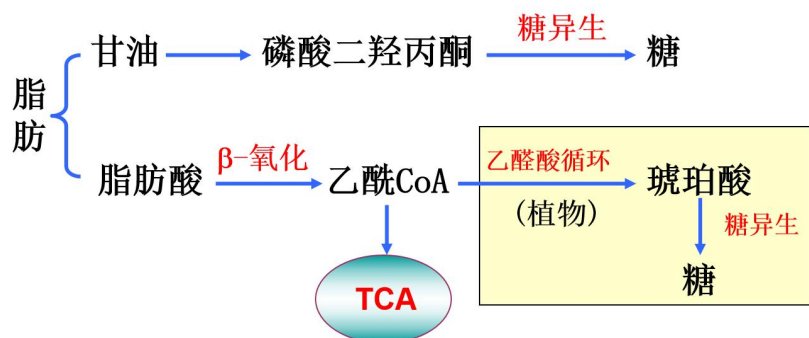 脂肪
甘油 磷酸二羟丙酮 糖异生 糖
脂肪酸 β-氧化 乙酰CoA 乙醛酸循环 (植物) 琥珀酸
糖异生
TCA 糖